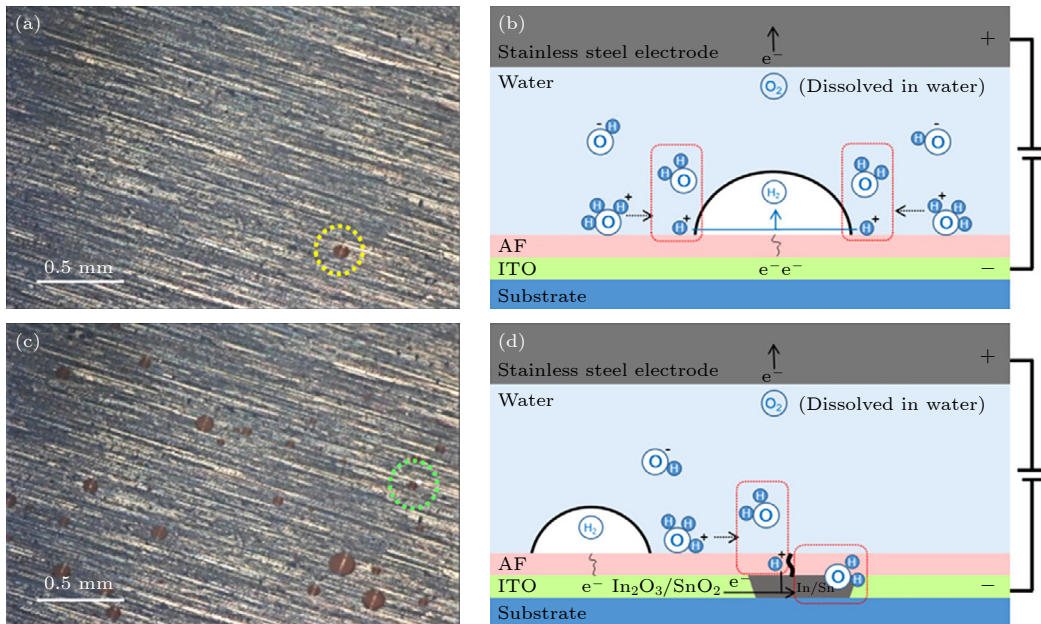 (a)
0.5 mm
(b)
+
Stainless steel electrode
e⁻
Water
O₂ (Dissolved in water)
O⁻ H
H O⁻
H H O
H H O
H₂
H H O H⁺
H⁺
H⁺
H⁺ H O H
AF
ITO
e⁻e⁻
−
Substrate
(c)
0.5 mm
(d)
+
Stainless steel electrode
e⁻
Water
O₂ (Dissolved in water)
O⁻ H
H H O
H₂
H H O H⁺
AF
H⁺
H H O
ITO
e⁻ In₂O₃/SnO₂ e⁻
In/Sn
−
Substrate